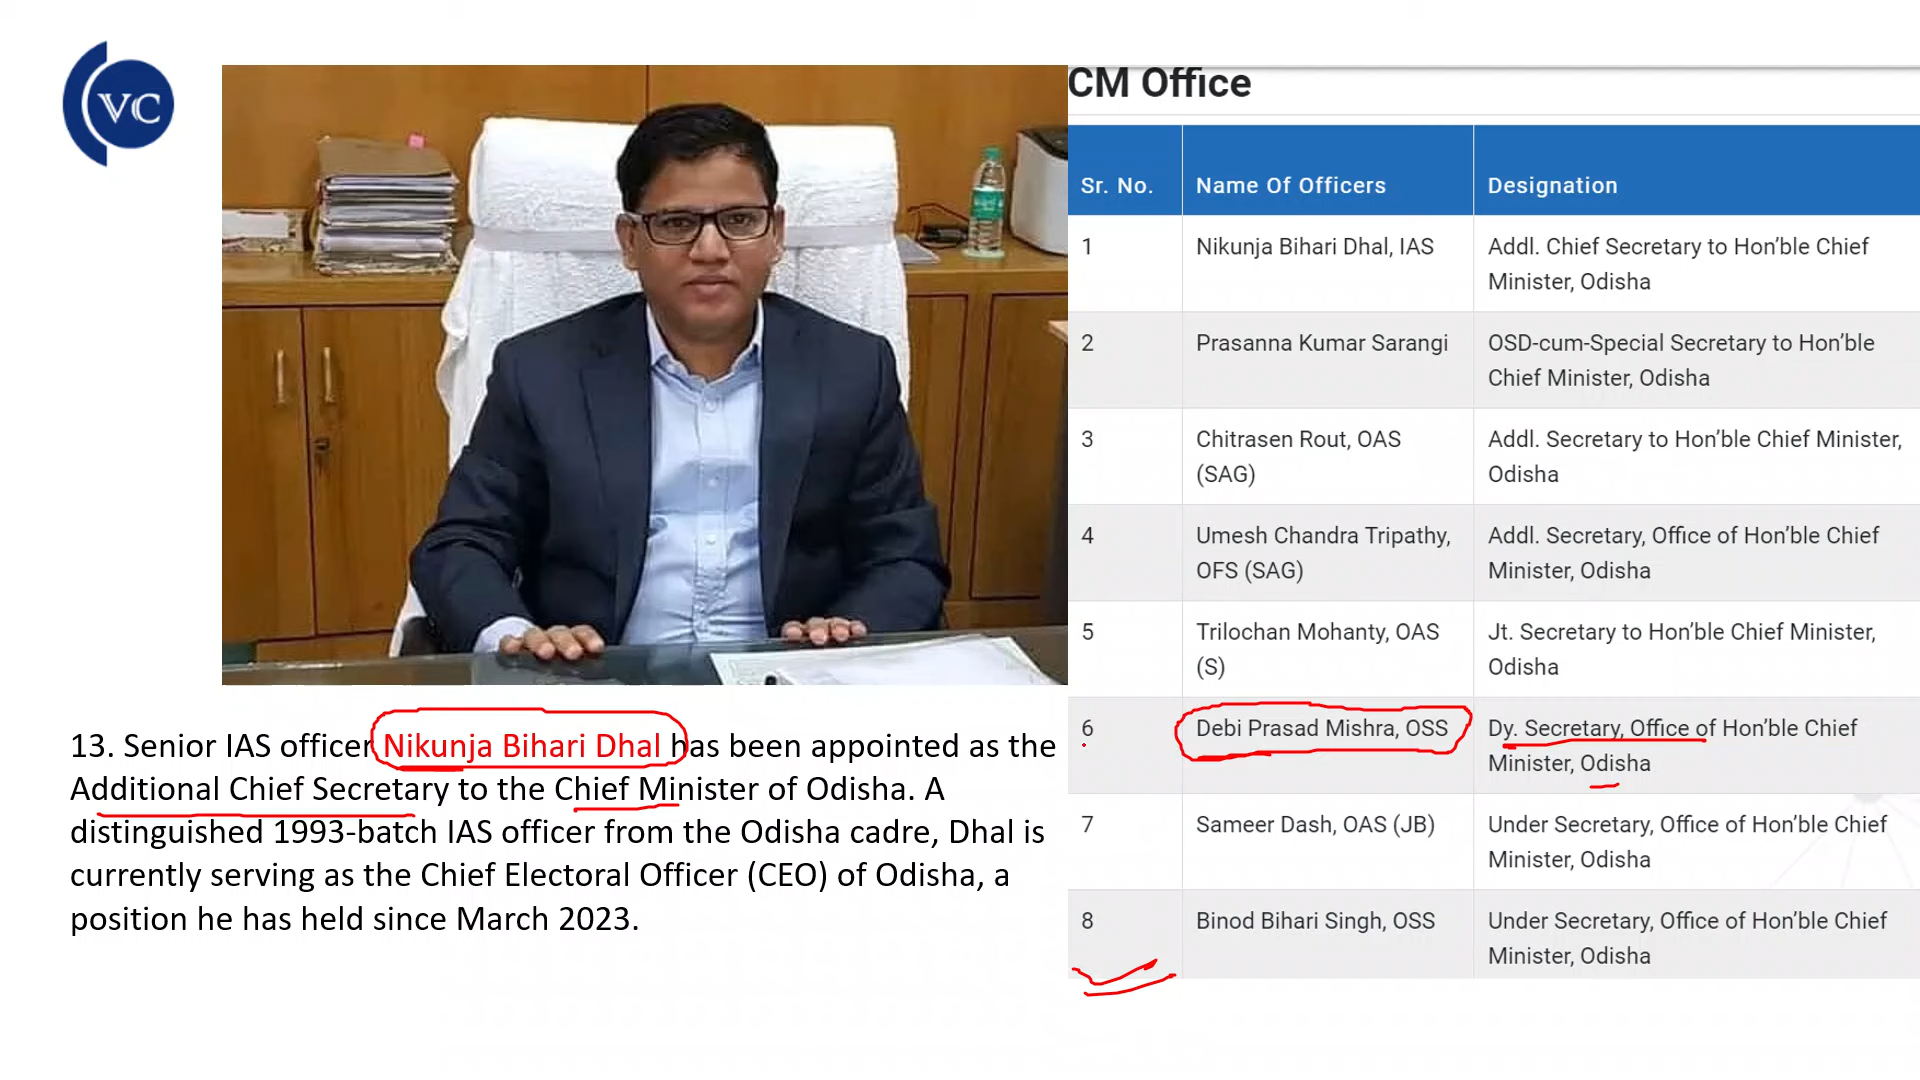 VC
CM Office
Sr. No. Name Of Officers Designation
1 Nikunja Bihari Dhal, IAS Addl. Chief Secretary to Hon’ble Chief
Minister, Odisha
2 Prasanna Kumar Sarangi OSD-cum-Special Secretary to Hon’ble
Chief Minister, Odisha
3 Chitrasen Rout, OAS Addl. Secretary to Hon’ble Chief Minister,
(SAG) Odisha
4 Umesh Chandra Tripathy, Addl. Secretary, Office of Hon’ble Chief
OFS (SAG) Minister, Odisha
5 Trilochan Mohanty, OAS Jt. Secretary to Hon’ble Chief Minister,
(S) Odisha
6 Debi Prasad Mishra, OSS Dy. Secretary, Office of Hon’ble Chief
Minister, Odisha
7 Sameer Dash, OAS (JB) Under Secretary, Office of Hon’ble Chief
Minister, Odisha
8 Binod Bihari Singh, OSS Under Secretary, Office of Hon’ble Chief
Minister, Odisha
13. Senior IAS officer Nikunja Bihari Dhal has been appointed as the
Additional Chief Secretary to the Chief Minister of Odisha. A
distinguished 1993-batch IAS officer from the Odisha cadre, Dhal is
currently serving as the Chief Electoral Officer (CEO) of Odisha, a
position he has held since March 2023.